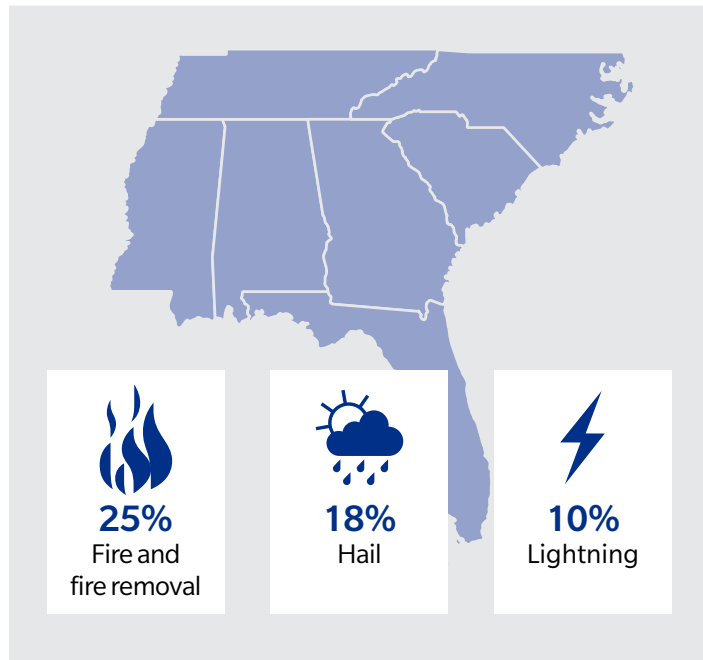 25%
Fire and
fire removal
18%
Hail
10%
Lightning